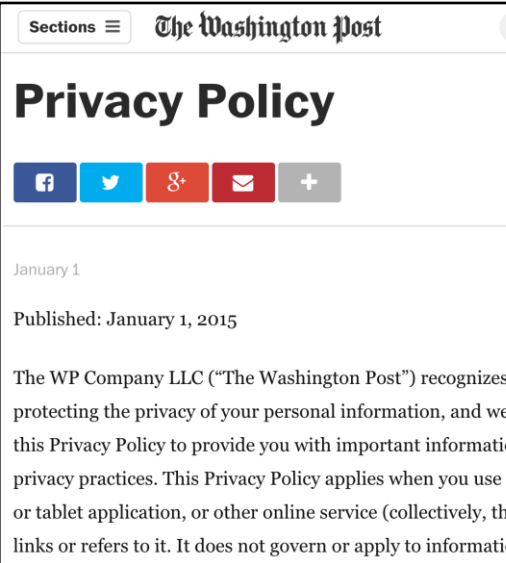 Sections ☰
The Washington Post
Privacy Policy
January 1
Published: January 1, 2015
The WP Company LLC (“The Washington Post”) recognizes
protecting the privacy of your personal information, and we
this Privacy Policy to provide you with important informati
privacy practices. This Privacy Policy applies when you use
or tablet application, or other online service (collectively, th
links or refers to it. It does not govern or apply to informati